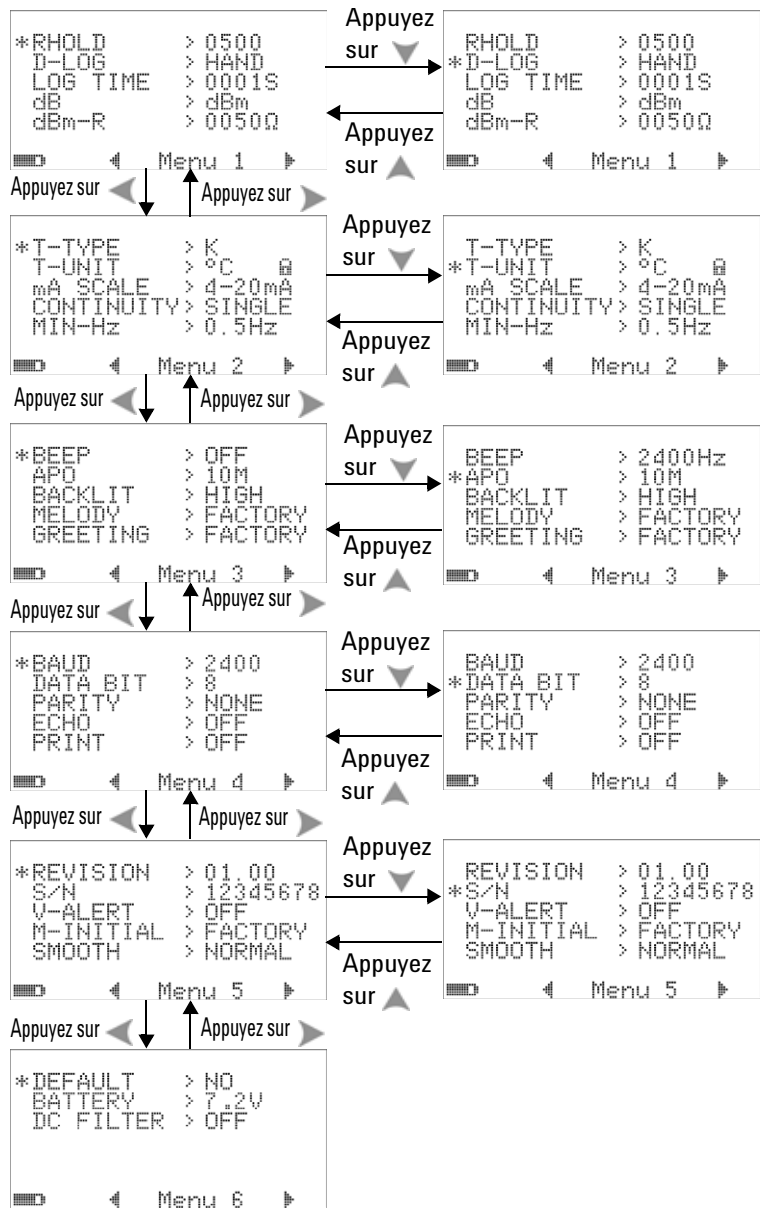 *RHOLD > 0500
D-LOG > HAND
LOG TIME > 0001S
dB > dBm
dBm-R > 0050Ω
Menu 1
Appuyez
sur
Appuyez
sur
RHOLD > 0500
*D-LOG > HAND
LOG TIME > 0001S
dB > dBm
dBm-R > 0050Ω
Menu 1
Appuyez sur
Appuyez sur
*T-TYPE > K
T-UNIT > °C
mA SCALE > 4-20mA
CONTINUITY > SINGLE
MIN-Hz > 0.5Hz
Menu 2
Appuyez
sur
Appuyez
sur
T-TYPE > K
*T-UNIT > °C
mA SCALE > 4-20mA
CONTINUITY > SINGLE
MIN-Hz > 0.5Hz
Menu 2
Appuyez sur
Appuyez sur
*BEEP > OFF
APO > 10M
BACKLIT > HIGH
MELODY > FACTORY
GREETING > FACTORY
Menu 3
Appuyez
sur
Appuyez
sur
BEEP > 2400Hz
*APO > 10M
BACKLIT > HIGH
MELODY > FACTORY
GREETING > FACTORY
Menu 3
Appuyez sur
Appuyez sur
*BAUD > 2400
DATA BIT > 8
PARITY > NONE
ECHO > OFF
PRINT > OFF
Menu 4
Appuyez
sur
Appuyez
sur
BAUD > 2400
*DATA BIT > 8
PARITY > NONE
ECHO > OFF
PRINT > OFF
Menu 4
Appuyez sur
Appuyez sur
*REVISION > 01.00
S/N > 12345678
V-ALERT > OFF
M-INITIAL > FACTORY
SMOOTH > NORMAL
Menu 5
Appuyez
sur
Appuyez
sur
REVISION > 01.00
*S/N > 12345678
V-ALERT > OFF
M-INITIAL > FACTORY
SMOOTH > NORMAL
Menu 5
Appuyez sur
Appuyez sur
*DEFAULT > NO
BATTERY > 7.2V
DC FILTER > OFF
Menu 6